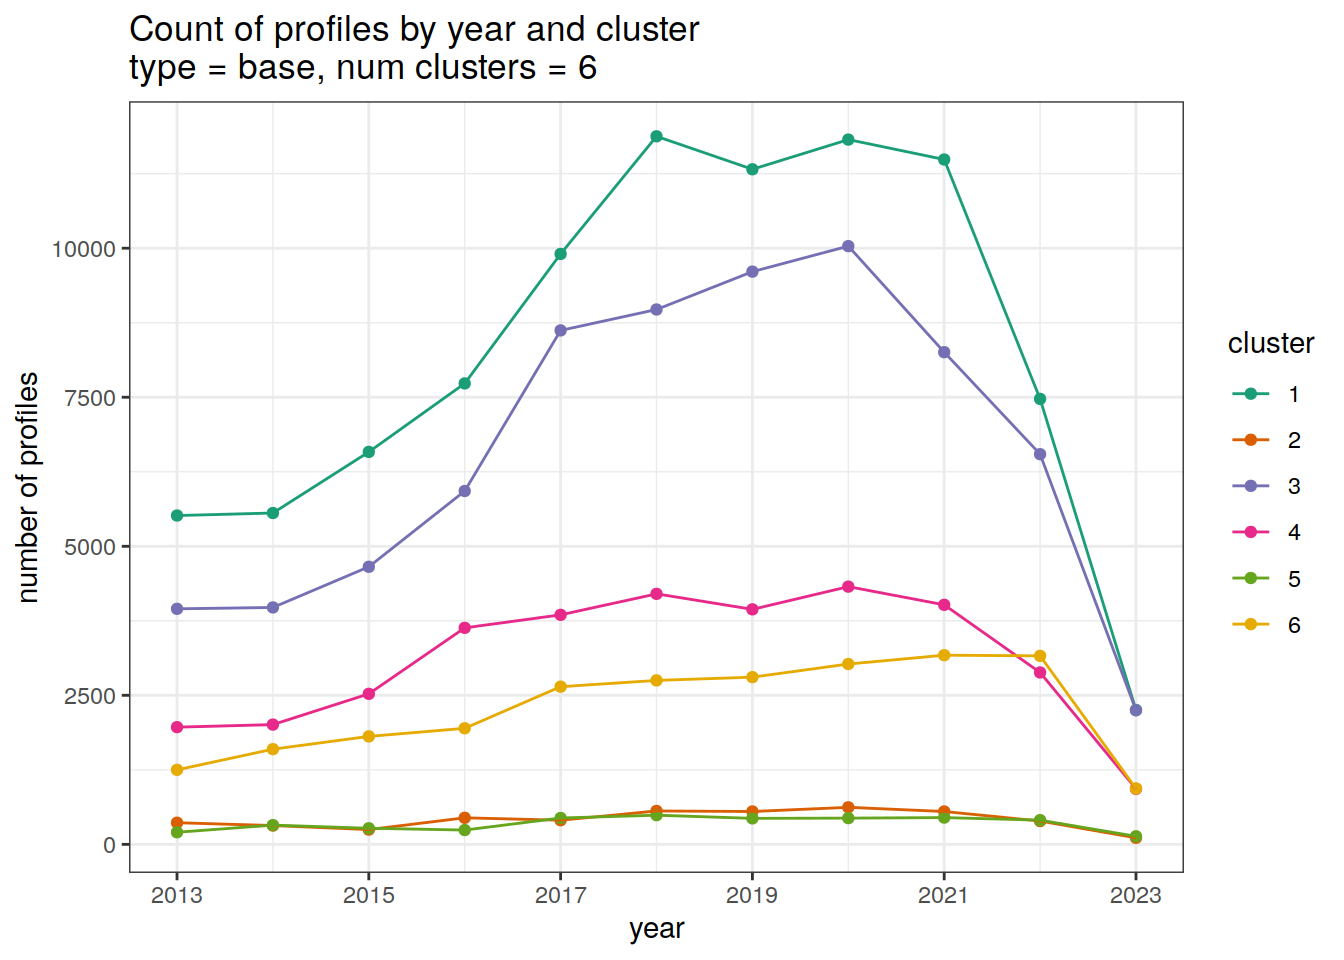 Count of profiles by year and cluster
type = base, num clusters = 6
number of profiles
10000
7500
5000
2500
0
2013 2015 2017 2019 2021 2023
year
cluster
1
2
3
4
5
6